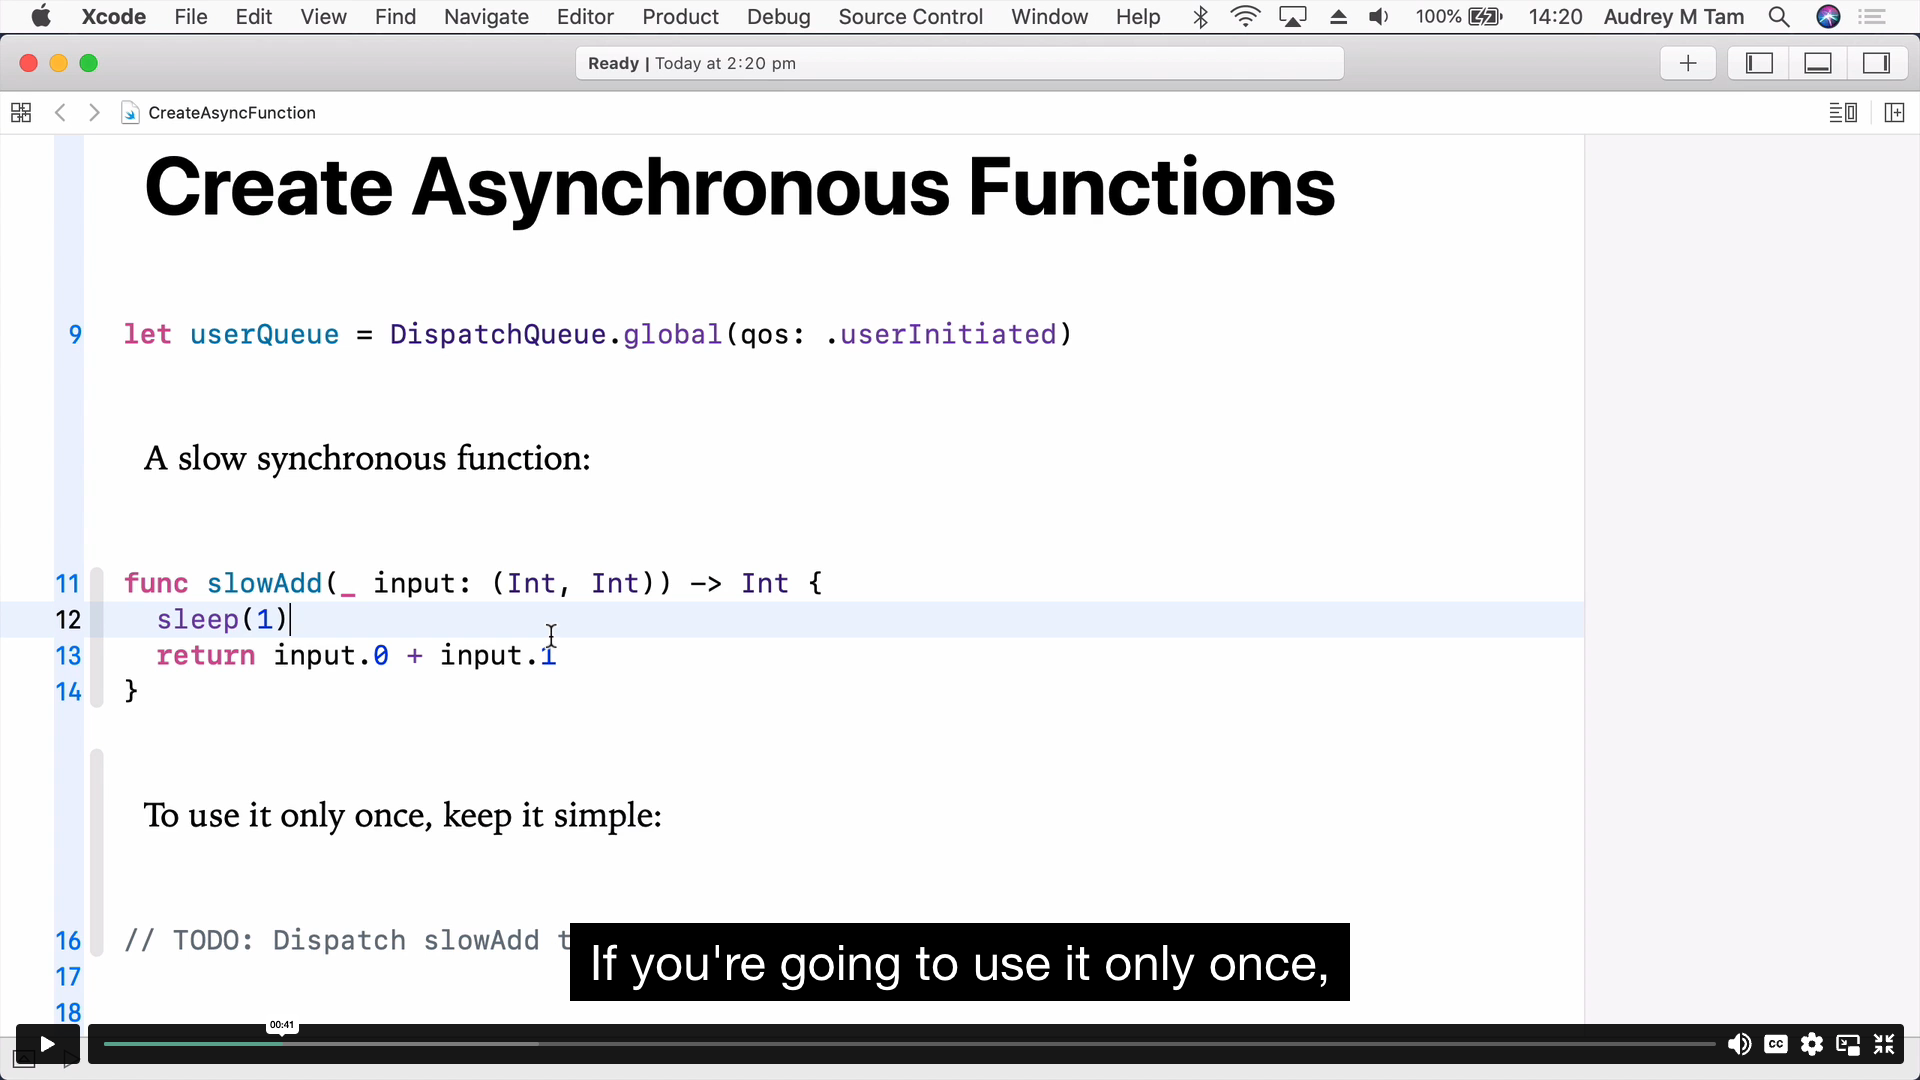 Xcode File Edit View Find Navigate Editor Product Debug Source Control Window Help 100% 14:20 Audrey M Tam
Ready | Today at 2:20 pm
CreateAsyncFunction
Create Asynchronous Functions
9 let userQueue = DispatchQueue.global(qos: .userInitiated)
A slow synchronous function:
11 func slowAdd(_ input: (Int, Int)) -> Int {
12 sleep(1)
13 return input.0 + input.1
14 }
To use it only once, keep it simple:
16 // TODO: Dispatch slowAdd t
If you're going to use it only once,
17
18
00:41
CC